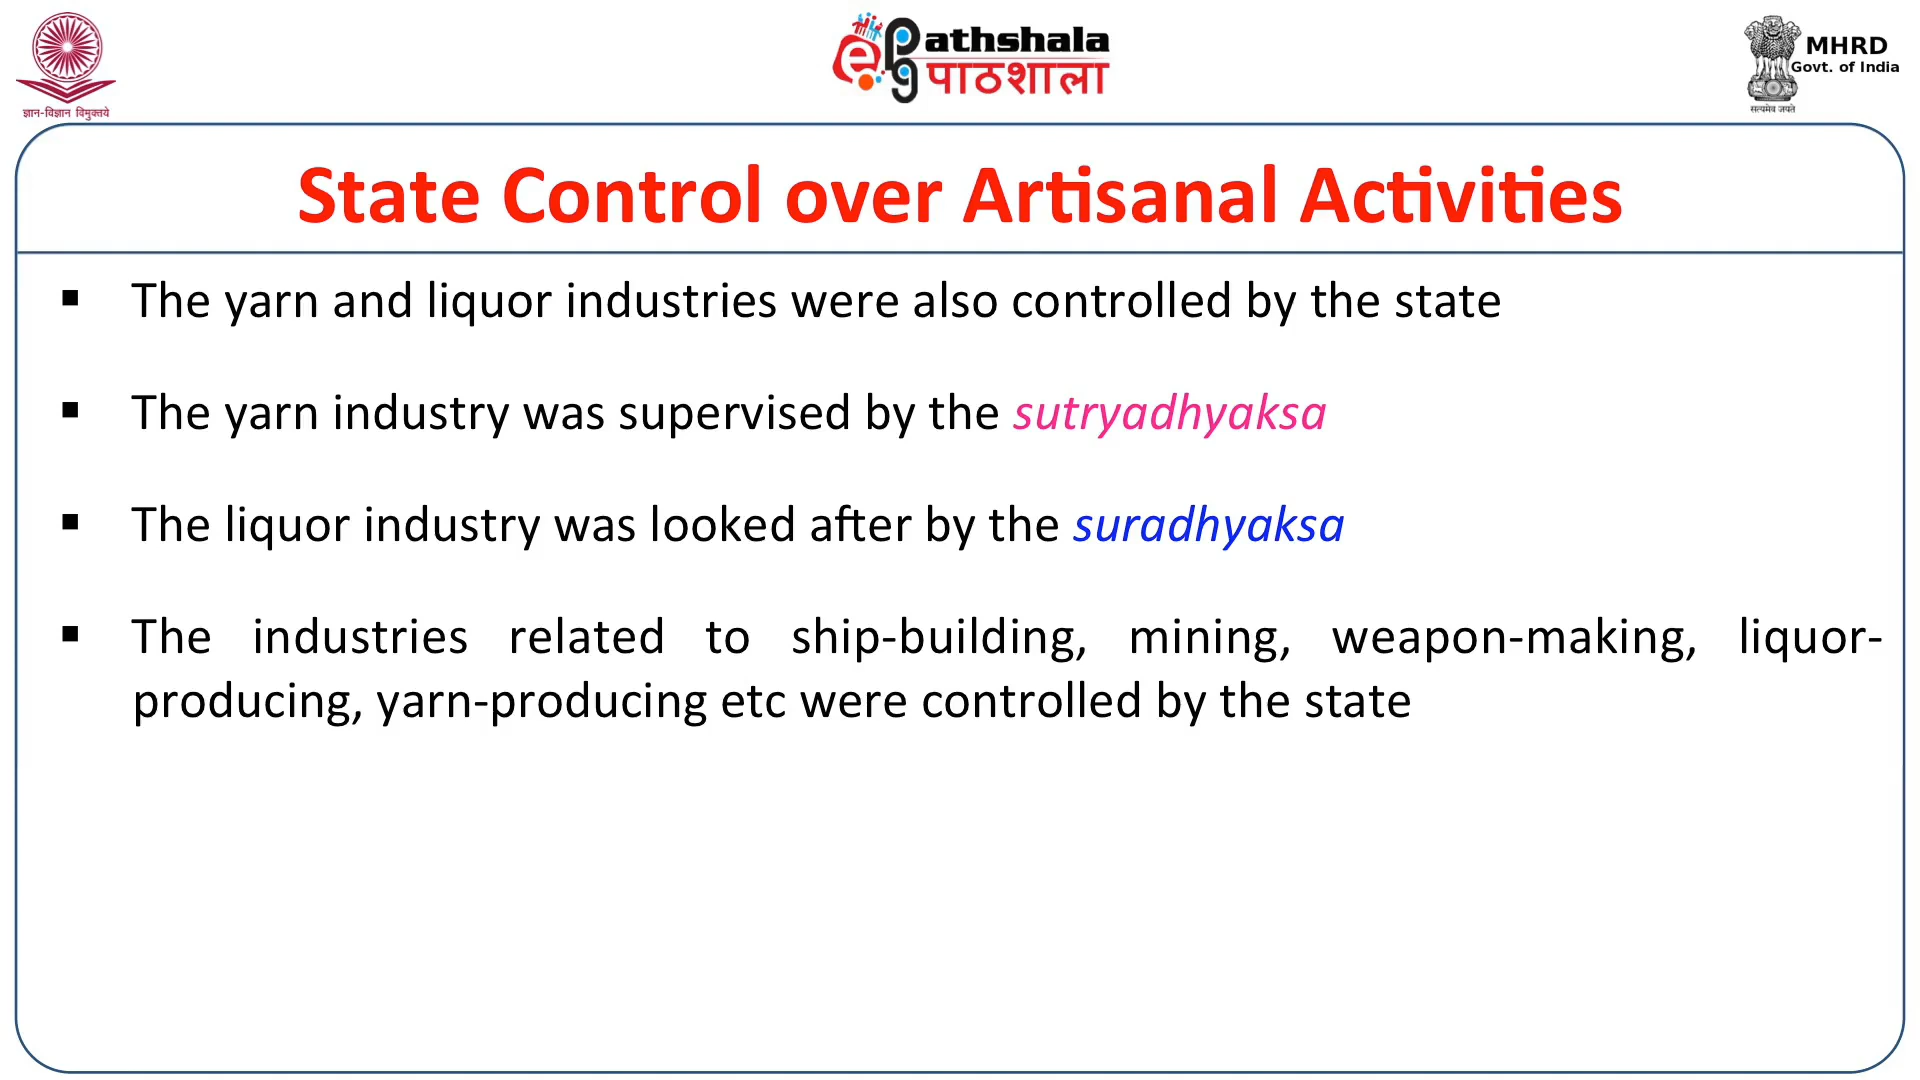 ज्ञान-विज्ञान विमुक्तये
e pg athshala
पाठशाला
MHRD
Govt. of India
सत्यमेव जयते
State Control over Artisanal Activities
▪ The yarn and liquor industries were also controlled by the state
▪ The yarn industry was supervised by the sutryadhyaksa
▪ The liquor industry was looked after by the suradhyaksa
▪ The industries related to ship-building, mining, weapon-making, liquor-
producing, yarn-producing etc were controlled by the state